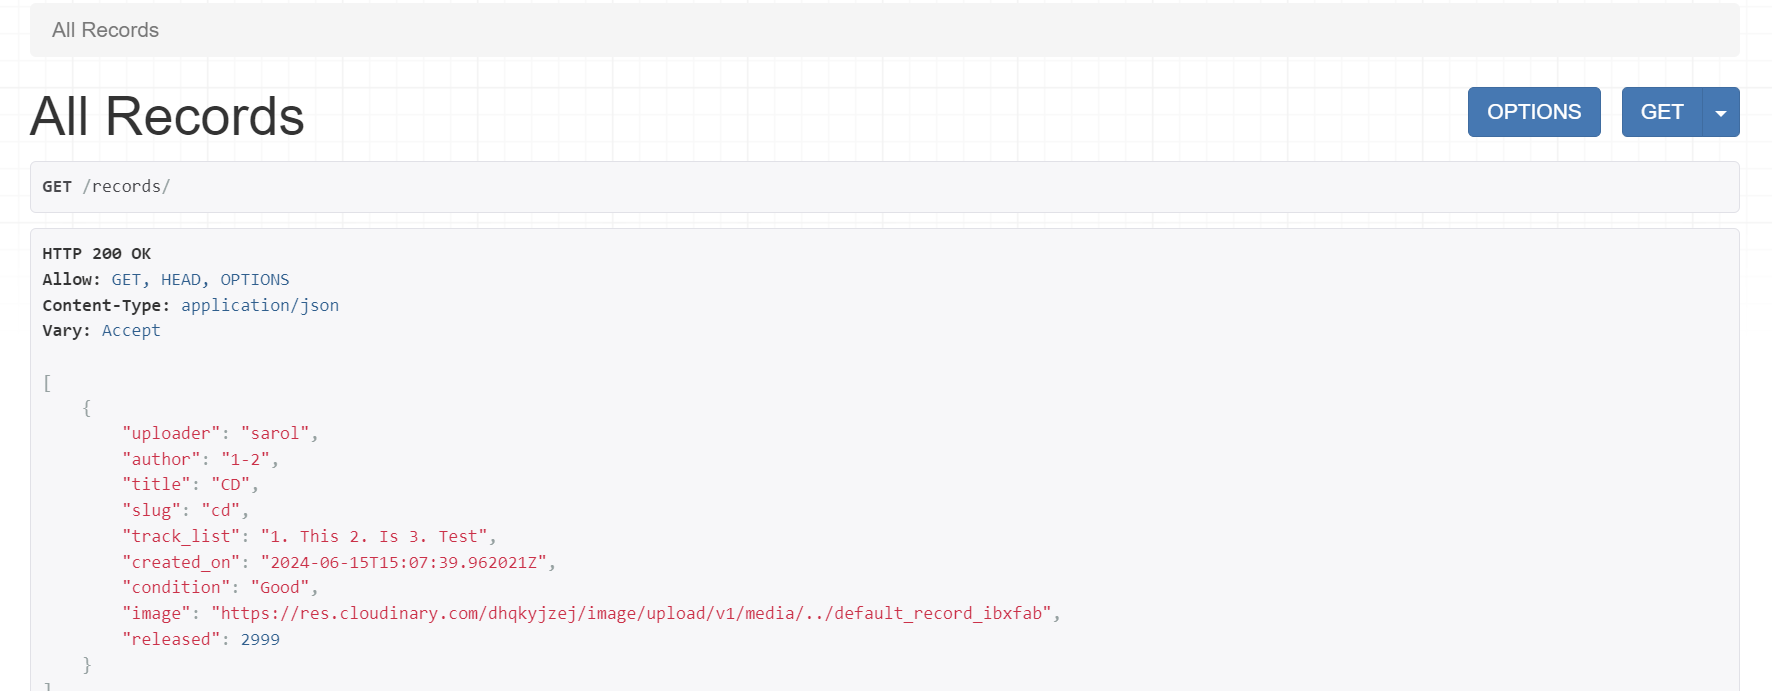 All Records
All Records
OPTIONS
GET
GET /records/
HTTP 200 OK
Allow: GET, HEAD, OPTIONS
Content-Type: application/json
Vary: Accept
[
{
"uploader": "sarol",
"author": "1-2",
"title": "CD",
"slug": "cd",
"track_list": "1. This 2. Is 3. Test",
"created_on": "2024-06-15T15:07:39.962021Z",
"condition": "Good",
"image": "https://res.cloudinary.com/dhqkyjzej/image/upload/v1/media/../default_record_ibxfab",
"released": 2999
}
]